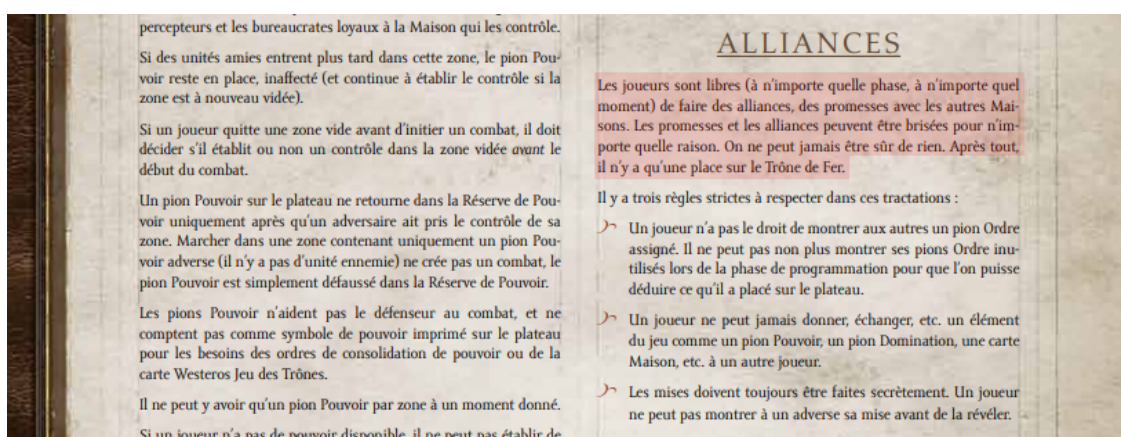 percepteurs et les bureaucrates loyaux à la Maison qui les contrôle.
Si des unités amies entrent plus tard dans cette zone, le pion Pou-
voir reste en place, inaffecté (et continue à établir le contrôle si la
zone est à nouveau vidée).
Si un joueur quitte une zone vide avant d'initier un combat, il doit
décider s'il établit ou non un contrôle dans la zone vidée avant le
début du combat.
Un pion Pouvoir sur le plateau ne retourne dans la Réserve de Pou-
voir uniquement après qu'un adversaire ait pris le contrôle de sa
zone. Marcher dans une zone contenant uniquement un pion Pou-
voir adverse (il n'y a pas d'unité ennemie) ne crée pas un combat, le
pion Pouvoir est simplement défaussé dans la Réserve de Pouvoir.
Les pions Pouvoir n'aident pas le défenseur au combat, et ne
comptent pas comme symbole de pouvoir imprimé sur le plateau
pour les besoins des ordres de consolidation de pouvoir ou de la
carte Westeros Jeu des Trônes.
Il ne peut y avoir qu'un pion Pouvoir par zone à un moment donné.
Si un joueur n'a pas de pouvoir disponible, il ne peut pas établir de
ALLIANCES
Les joueurs sont libres (à n'importe quelle phase, à n'importe quel
moment) de faire des alliances, des promesses avec les autres Mai-
sons. Les promesses et les alliances peuvent être brisées pour n'im-
porte quelle raison. On ne peut jamais être sûr de rien. Après tout,
il n'y a qu'une place sur le Trône de Fer.
Il y a trois règles strictes à respecter dans ces tractations :
Un joueur n'a pas le droit de montrer aux autres un pion Ordre
assigné. Il ne peut pas non plus montrer ses pions Ordre inu-
tilisés lors de la phase de programmation pour que l'on puisse
déduire ce qu'il a placé sur le plateau.
Un joueur ne peut jamais donner, échanger, etc. un élément
du jeu comme un pion Pouvoir, un pion Domination, une carte
Maison, etc. à un autre joueur.
Les mises doivent toujours être faites secrètement. Un joueur
ne peut pas montrer à un adverse sa mise avant de la révéler.